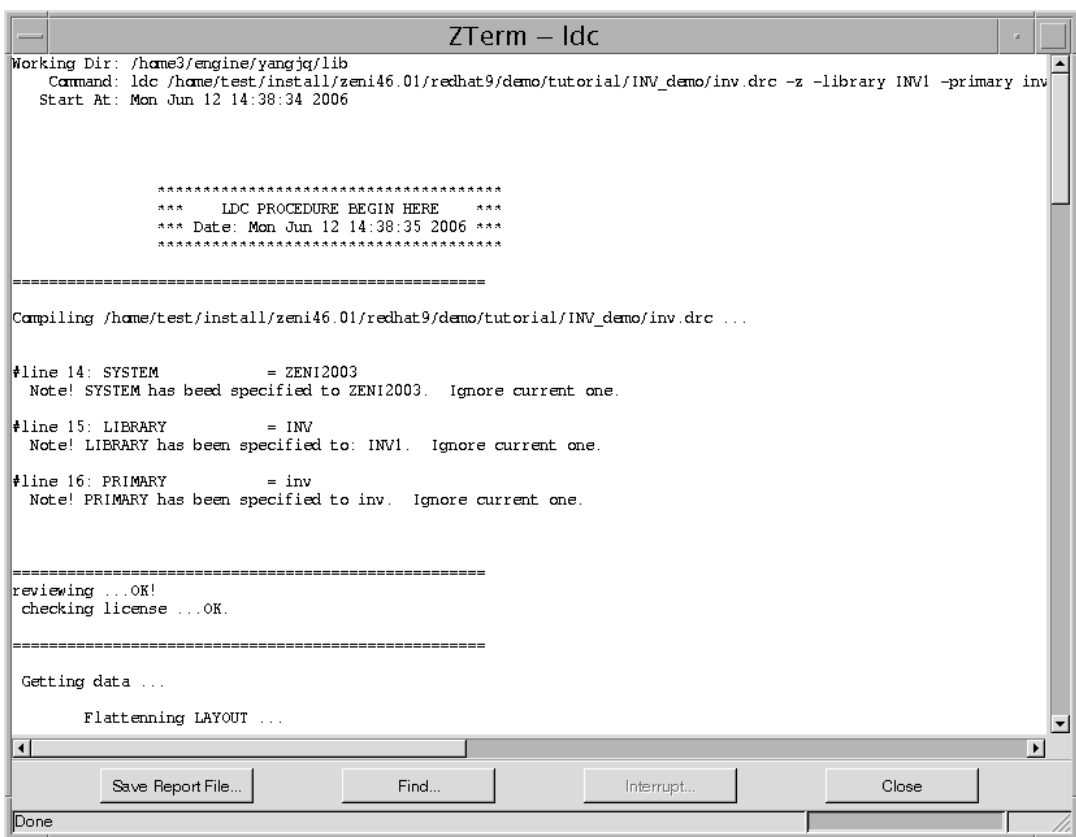 ZTerm – ldc
Working Dir: /home3/engine/yangjq/lib
Command: ldc /home/test/install/zeni46.01/redhat9/demo/tutorial/INV_demo/inv.drc -z -library INV1 -primary inv
Start At: Mon Jun 12 14:38:34 2006
**************************************
*** LDC PROCEDURE BEGIN HERE ***
*** Date: Mon Jun 12 14:38:35 2006 ***
**************************************
====================================================
Compiling /home/test/install/zeni46.01/redhat9/demo/tutorial/INV_demo/inv.drc ...
#line 14: SYSTEM = ZENI2003
Note! SYSTEM has beed specified to ZENI2003. Ignore current one.
#line 15: LIBRARY = INV
Note! LIBRARY has been specified to: INV1. Ignore current one.
#line 16: PRIMARY = inv
Note! PRIMARY has been specified to inv. Ignore current one.
====================================================
reviewing ...OK!
checking license ...OK.
====================================================
Getting data ...
Flattenning LAYOUT ...
Save Report File... Find... Interrupt... Close
Done